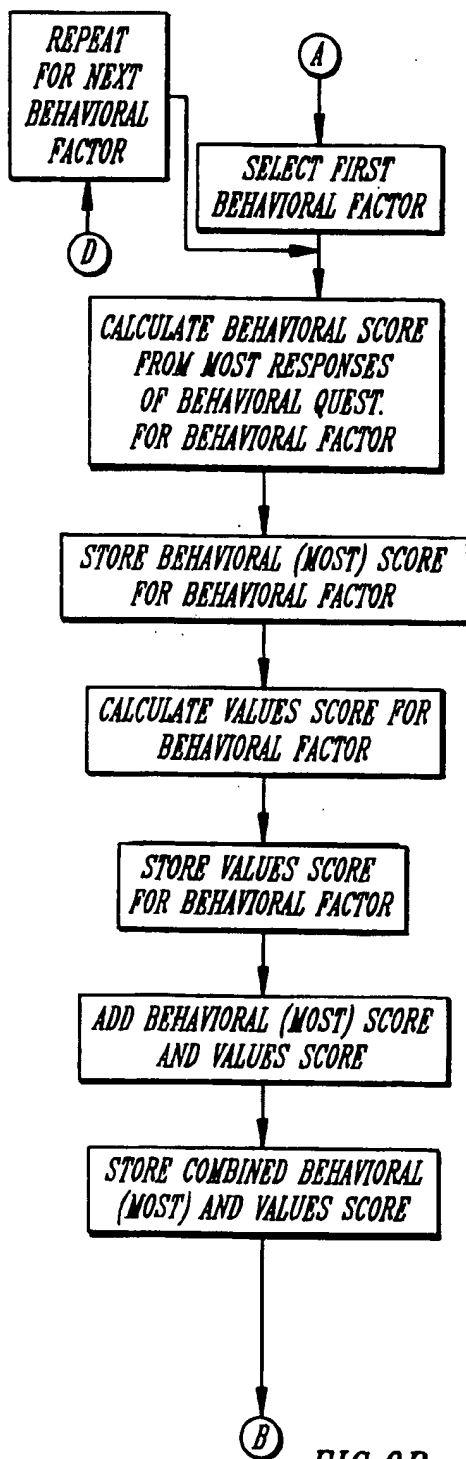 REPEAT
FOR NEXT
BEHAVIORAL
FACTOR
A
SELECT FIRST
BEHAVIORAL FACTOR
D
CALCULATE BEHAVIORAL SCORE
FROM MOST RESPONSES
OF BEHAVIORAL QUEST.
FOR BEHAVIORAL FACTOR
STORE BEHAVIORAL (MOST) SCORE
FOR BEHAVIORAL FACTOR
CALCULATE VALUES SCORE FOR
BEHAVIORAL FACTOR
STORE VALUES SCORE
FOR BEHAVIORAL FACTOR
ADD BEHAVIORAL (MOST) SCORE
AND VALUES SCORE
STORE COMBINED BEHAVIORAL
(MOST) AND VALUES SCORE
B